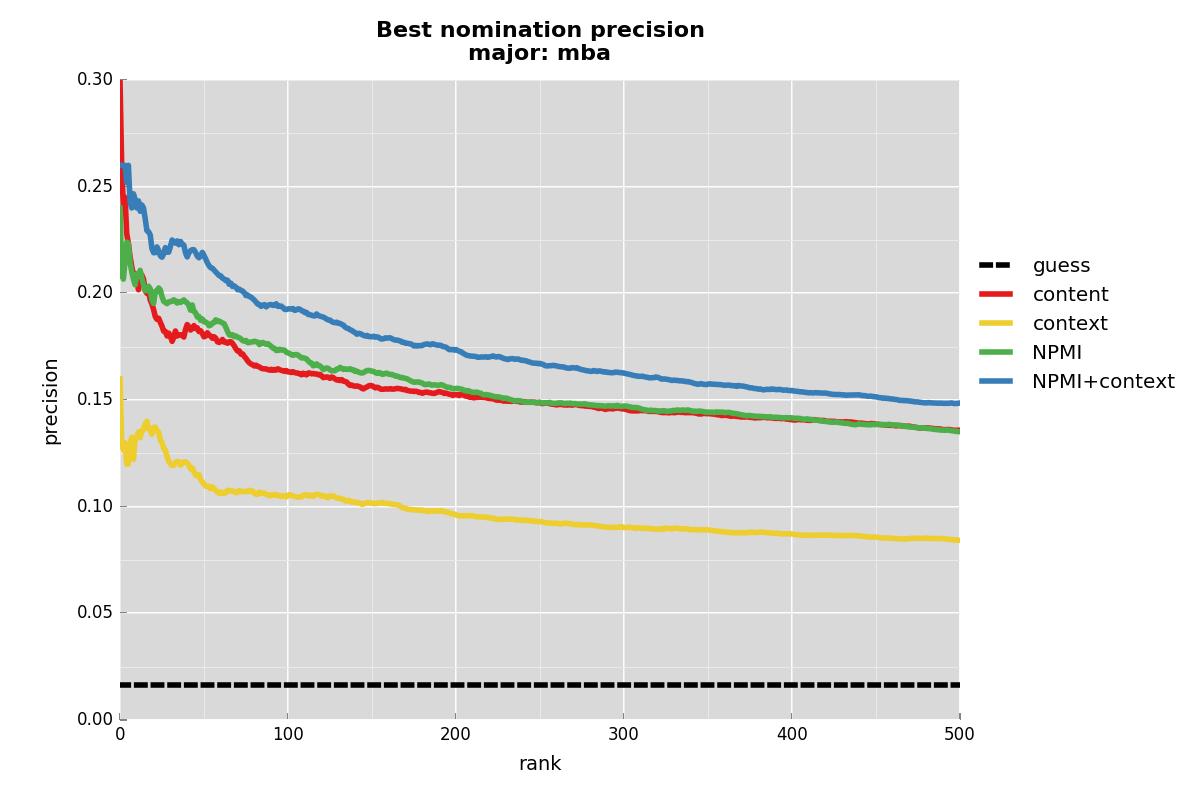 Best nomination precision
major: mba
precision
0.30
0.25
0.20
0.15
0.10
0.05
0.00
0 100 200 300 400 500
rank
guess
content
context
NPMI
NPMI+context